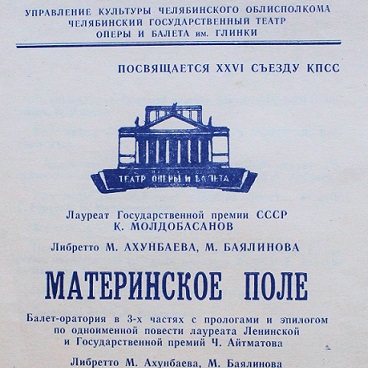 УПРАВЛЕНИЕ КУЛЬТУРЫ ЧЕЛЯБИНСКОГО ОБЛИСПОЛКОМА
ЧЕЛЯБИНСКИЙ ГОСУДАРСТВЕННЫЙ ТЕАТР
ОПЕРЫ И БАЛЕТА им. ГЛИНКИ
ПОСВЯЩАЕТСЯ XXVI СЪЕЗДУ КПСС
ТЕАТР ОПЕРЫ И БАЛЕТА
Лауреат Государственной премии СССР
К. МОЛДОБАСАНОВ
Либретто М. АХУНБАЕВА, М. БАЯЛИНОВА
МАТЕРИНСКОЕ ПОЛЕ
Балет-оратория в 3-х частях с прологами и эпилогом
по одноименной повести лауреата Ленинской
и Государственной премий Ч. Айтматова
Либретто М. Ахунбаева, М. Баялинова